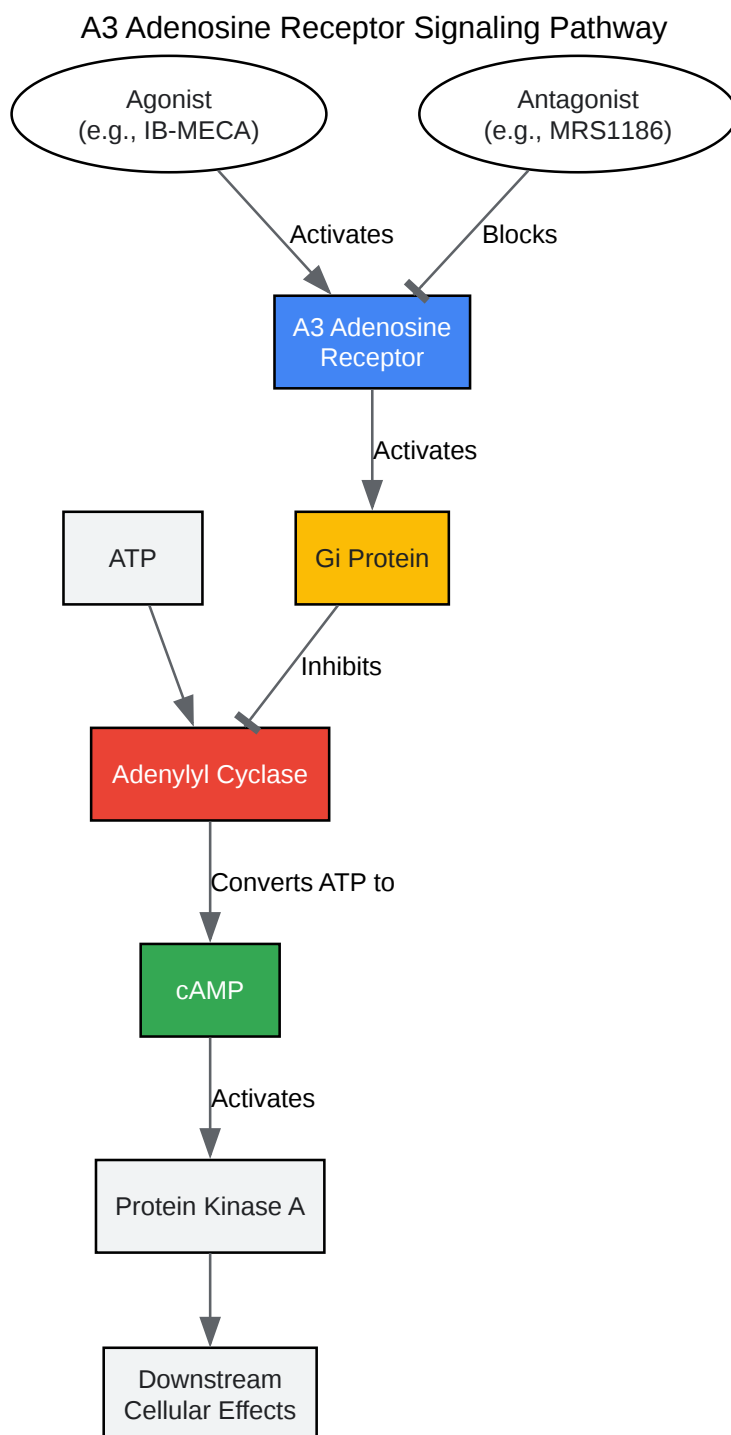 A3 Adenosine Receptor Signaling Pathway
Agonist
(e.g., IB-MECA)
Antagonist
(e.g., MRS1186)
Activates
Blocks
A3 Adenosine
Receptor
Activates
ATP
Gi Protein
Inhibits
Adenylyl Cyclase
Converts ATP to
cAMP
Activates
Protein Kinase A
Downstream
Cellular Effects